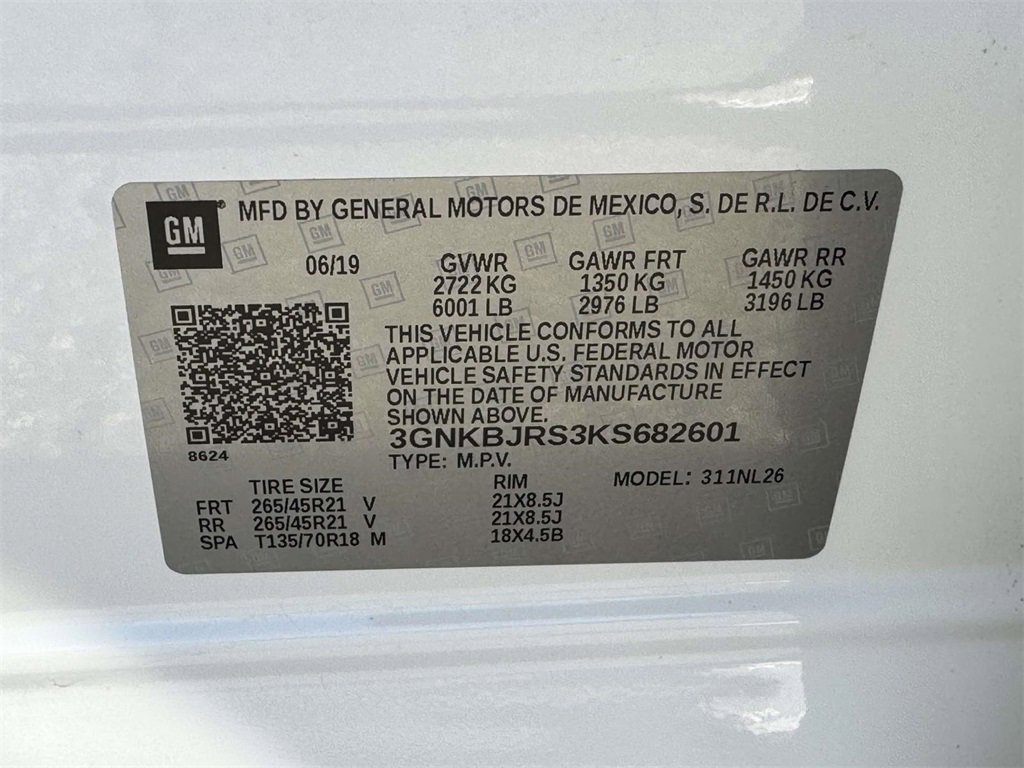 GM MFD BY GENERAL MOTORS DE MEXICO, S. DE R.L. DE C.V.
06/19 GVWR GAWR FRT GAWR RR
2722 KG 1350 KG 1450 KG
6001 LB 2976 LB 3196 LB
THIS VEHICLE CONFORMS TO ALL
APPLICABLE U.S. FEDERAL MOTOR
VEHICLE SAFETY STANDARDS IN EFFECT
ON THE DATE OF MANUFACTURE
SHOWN ABOVE.
3GNKBJRS3KS682601
8624
TYPE: M.P.V. MODEL: 311NL26
TIRE SIZE RIM
FRT 265/45R21 V 21X8.5J
RR 265/45R21 V 21X8.5J
SPA T135/70R18 M 18X4.5B